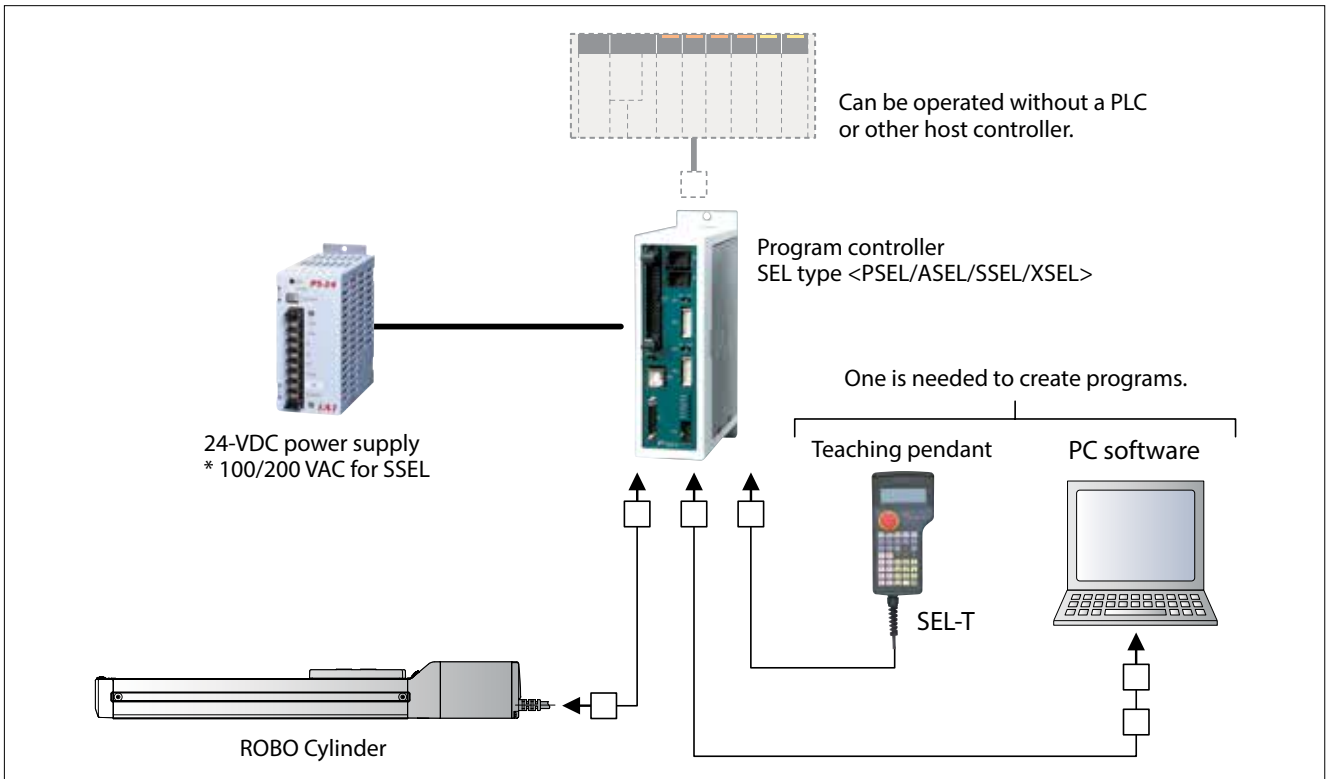 Can be operated without a PLC
or other host controller.
Program controller
SEL type <PSEL/ASEL/SSEL/XSEL>
PS-24
24-VDC power supply
* 100/200 VAC for SSEL
One is needed to create programs.
Teaching pendant
PC software
SEL-T
ROBO Cylinder